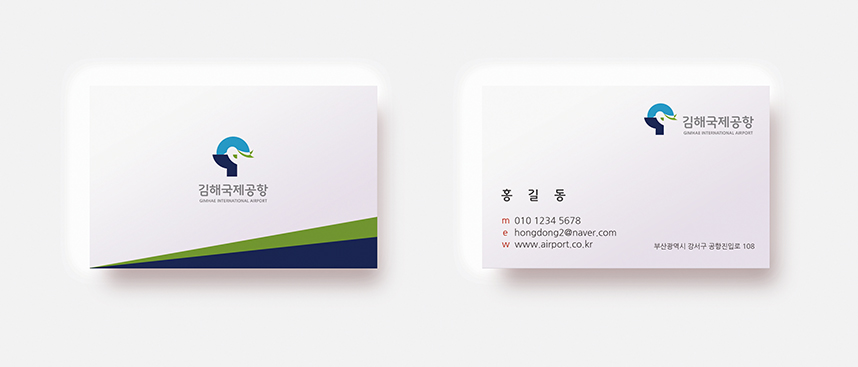 김해국제공항
GIMHAE INTERNATIONAL AIRPORT
김해국제공항
GIMHAE INTERNATIONAL AIRPORT
홍 길 동
m 010 1234 5678
e hongdong2@naver.com
w www.airport.co.kr
부산광역시 강서구 공항진입로 108